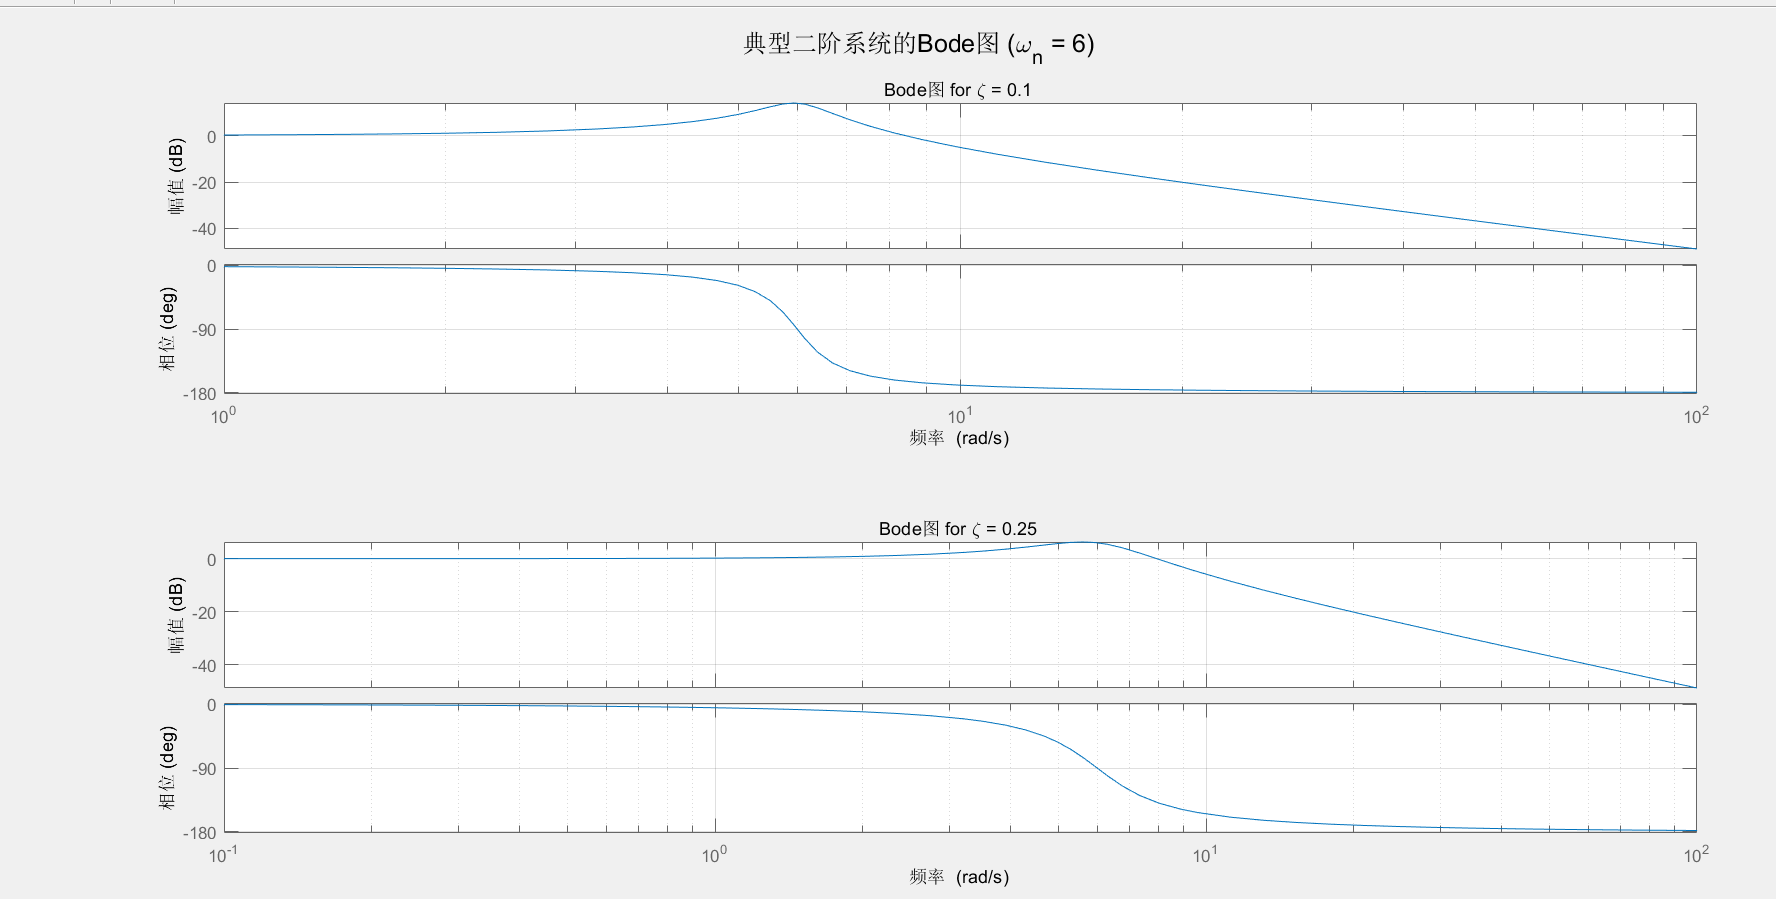 典型二阶系统的Bode图 (ωn = 6)
Bode图 for ζ = 0.1
幅值 (dB)
0
-20
-40
相位 (deg)
0
-90
-180
10^0
10^1
10^2
频率 (rad/s)
Bode图 for ζ = 0.25
幅值 (dB)
0
-20
-40
相位 (deg)
0
-90
-180
10^-1
10^0
10^1
10^2
频率 (rad/s)